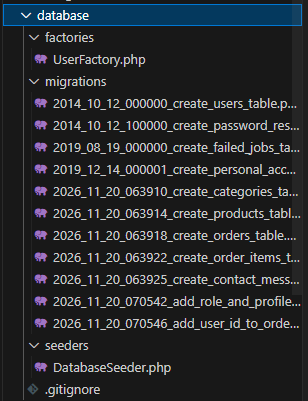 database
factories
UserFactory.php
migrations
2014_10_12_000000_create_users_table.p...
2014_10_12_100000_create_password_res...
2019_08_19_000000_create_failed_jobs_ta...
2019_12_14_000001_create_personal_acc...
2026_11_20_063910_create_categories_ta...
2026_11_20_063914_create_products_tabl...
2026_11_20_063918_create_orders_table....
2026_11_20_063922_create_order_items_t...
2026_11_20_063925_create_contact_mess...
2026_11_20_070542_add_role_and_profile...
2026_11_20_070546_add_user_id_to_orde...
seeders
DatabaseSeeder.php
.gitignore